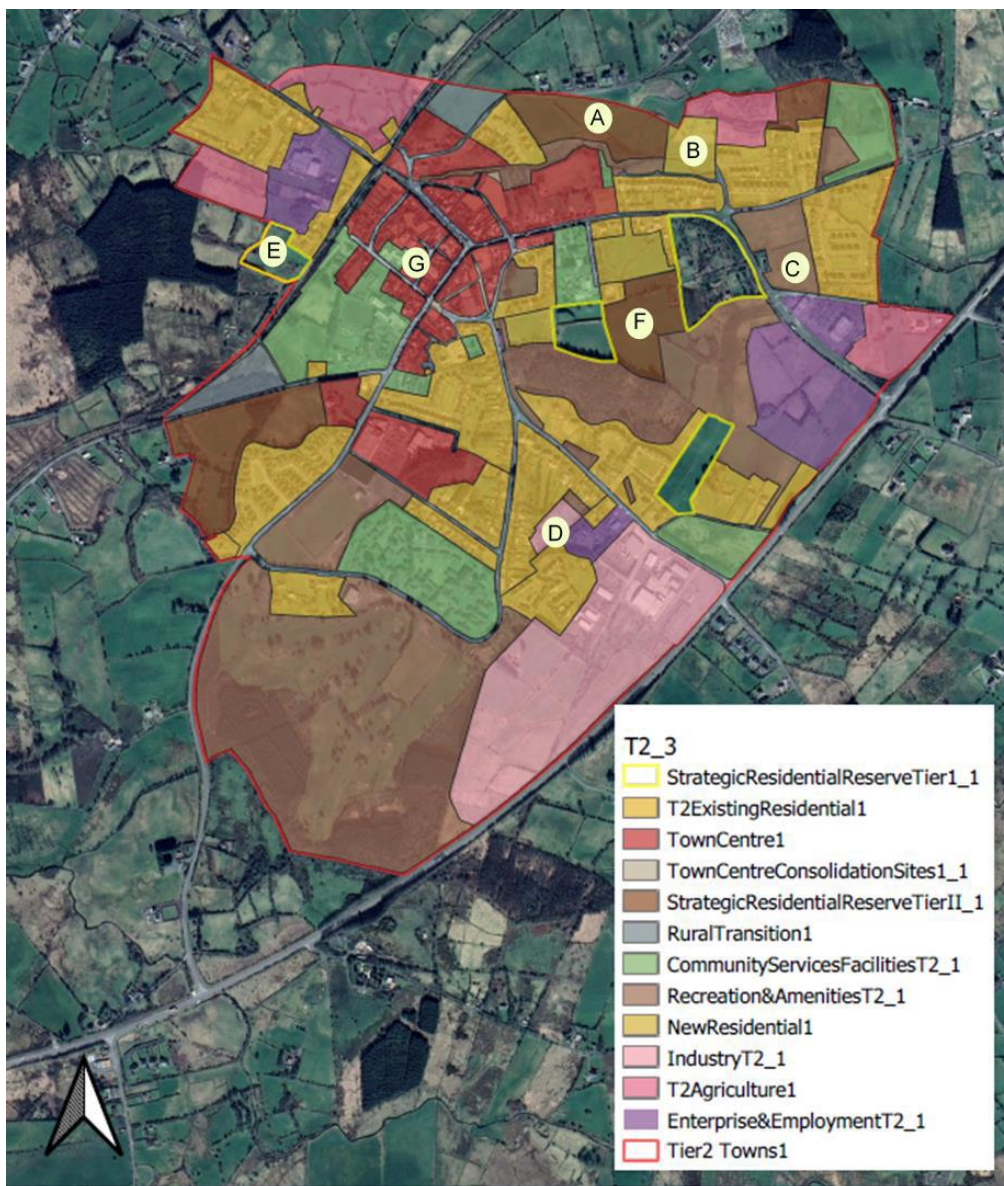 A
B
E
G
C
F
D
T2_3
StrategicResidentialReserveTier1_1
T2ExistingResidential1
TownCentre1
TownCentreConsolidationSites1_1
StrategicResidentialReserveTierII_1
RuralTransition1
CommunityServicesFacilitiesT2_1
Recreation&AmenitiesT2_1
NewResidential1
IndustryT2_1
T2Agriculture1
Enterprise&EmploymentT2_1
Tier2 Towns1